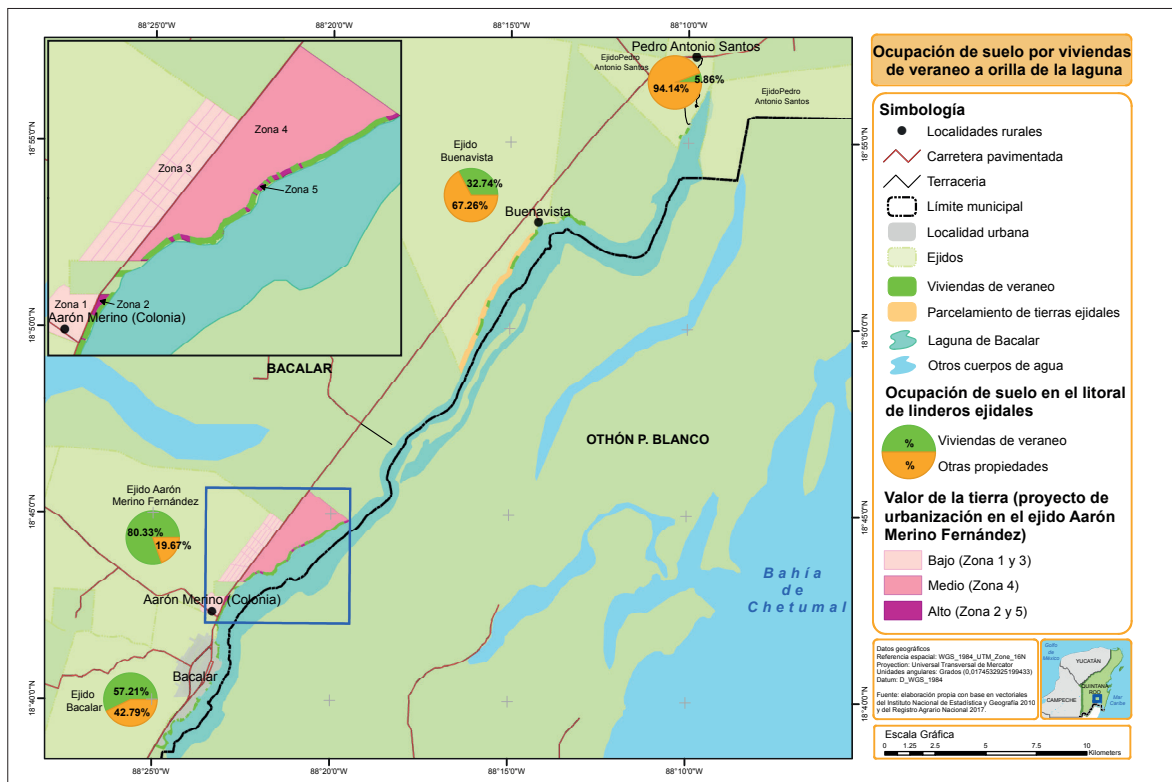 88°25'0"W
88°20'0"W
88°15'0"W
88°10'0"W
18°55'0"N
18°50'0"N
18°45'0"N
18°40'0"N
Zona 4
Zona 3
Zona 5
Zona 1
Zona 2
Aarón Merino (Colonia)
Pedro Antonio Santos
EjidoPedro
Antonio Santos
5.86%
94.14%
EjidoPedro
Antonio Santos
Ejido
Buenavista
32.74%
67.26%
Buenavista
BACALAR
OTHÓN P. BLANCO
Ejido Aarón
Merino Fernández
80.33%
19.67%
Aarón Merino (Colonia)
Bahía
de
Chetumal
Bacalar
Ejido
Bacalar
57.21%
42.79%
18°55'0"N
18°50'0"N
18°45'0"N
18°40'0"N
88°25'0"W
88°20'0"W
88°15'0"W
88°10'0"W
Ocupación de suelo por viviendas
de veraneo a orilla de la laguna
Simbología
Localidades rurales
Carretera pavimentada
Terraceria
Límite municipal
Localidad urbana
Ejidos
Viviendas de veraneo
Parcelamiento de tierras ejidales
Laguna de Bacalar
Otros cuerpos de agua
Ocupación de suelo en el litoral
de linderos ejidales
%
Viviendas de veraneo
%
Otras propiedades
Valor de la tierra (proyecto de
urbanización en el ejido Aarón
Merino Fernández)
Bajo (Zona 1 y 3)
Medio (Zona 4)
Alto (Zona 2 y 5)
Datos geográficos
Referencia espacial: WGS_1984_UTM_Zone_16N
Proyection: Universal Transversal de Mercator
Unidades angulares: Grados (0,0174532925199433)
Datum: D_WGS_1984
Fuente: elaboración propia con base en vectoriales
del Instituto Nacional de Estadística y Geografía 2010
y del Registro Agrario Nacional 2017.
Golfo de
México
YUCATÁN
CAMPECHE
QUINTANA
ROO
Mar
Caribe
Escala Gráfica
0 1.25 2.5 5 7.5 10
Kilometers